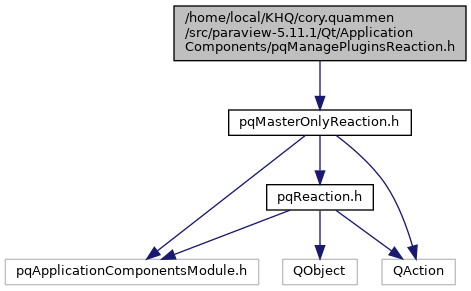 /home/local/KHQ/cory.quammen
/src/paraview-5.11.1/Qt/Application
Components/pqManagePluginsReaction.h
pqMasterOnlyReaction.h
pqReaction.h
pqApplicationComponentsModule.h
QObject
QAction